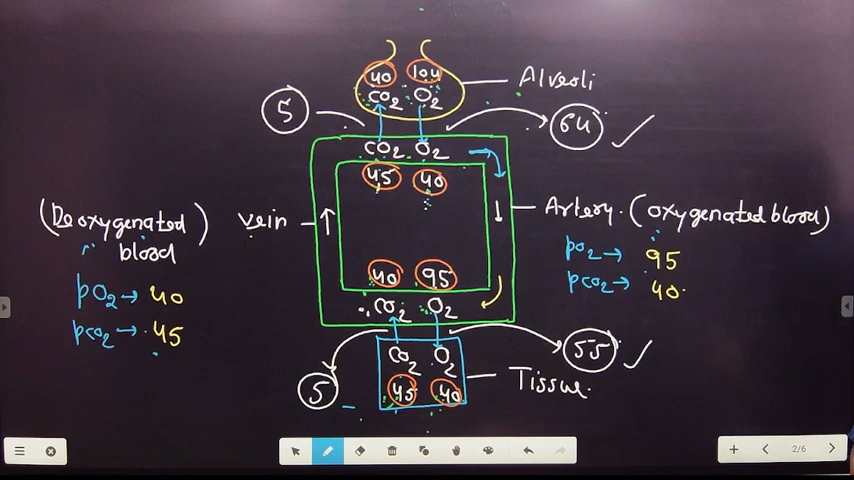 40 104
CO2 O2
Alveoli
5
64
CO2 O2
45 40
(Deoxygenated) blood
vein
Artery. (oxygenated blood)
pO2→ 40
pCO2→ 45
pO2→ 95
pCO2→ 40
40 95
CO2 O2
55
5
CO2 O2
45 40
Tissue
2/6